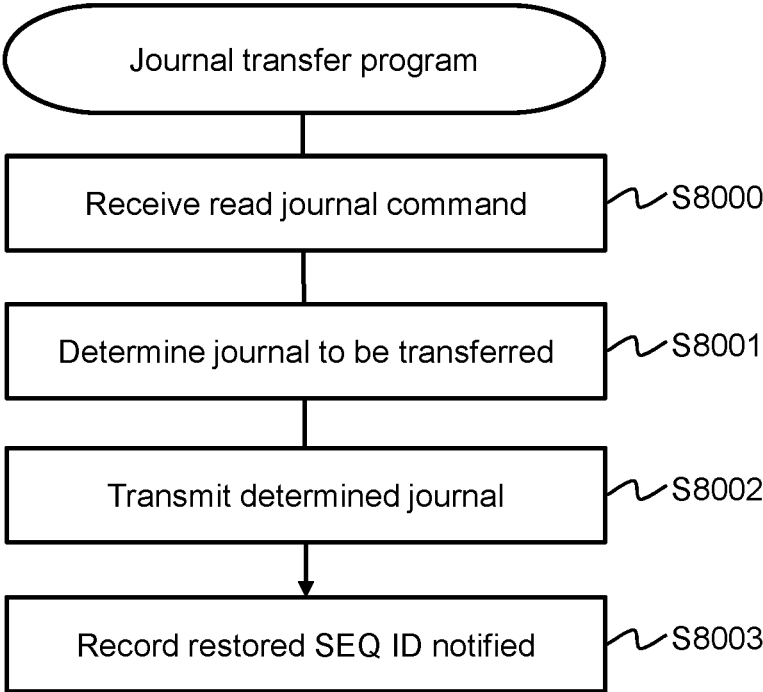 Journal transfer program
Receive read journal command
S8000
Determine journal to be transferred
S8001
Transmit determined journal
S8002
Record restored SEQ ID notified
S8003